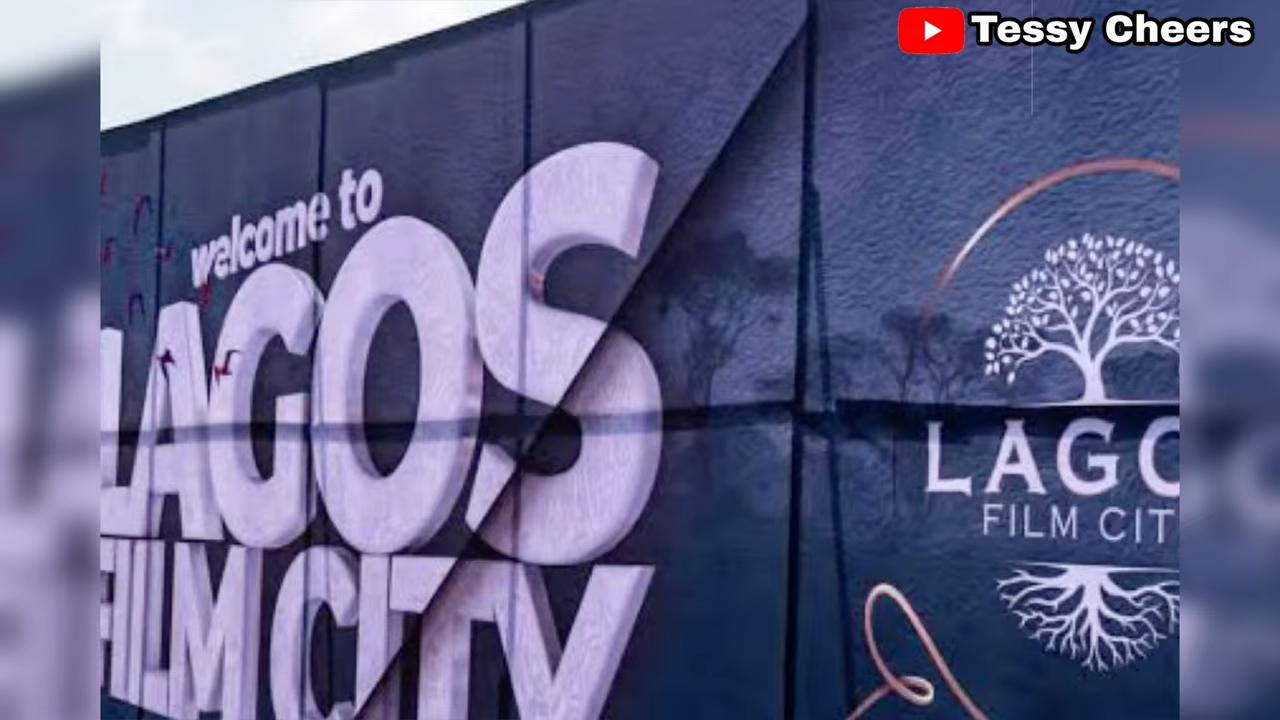 Tessy Cheers
welcome to
LAGOS
FILM CITY
LAGO
FILM CIT